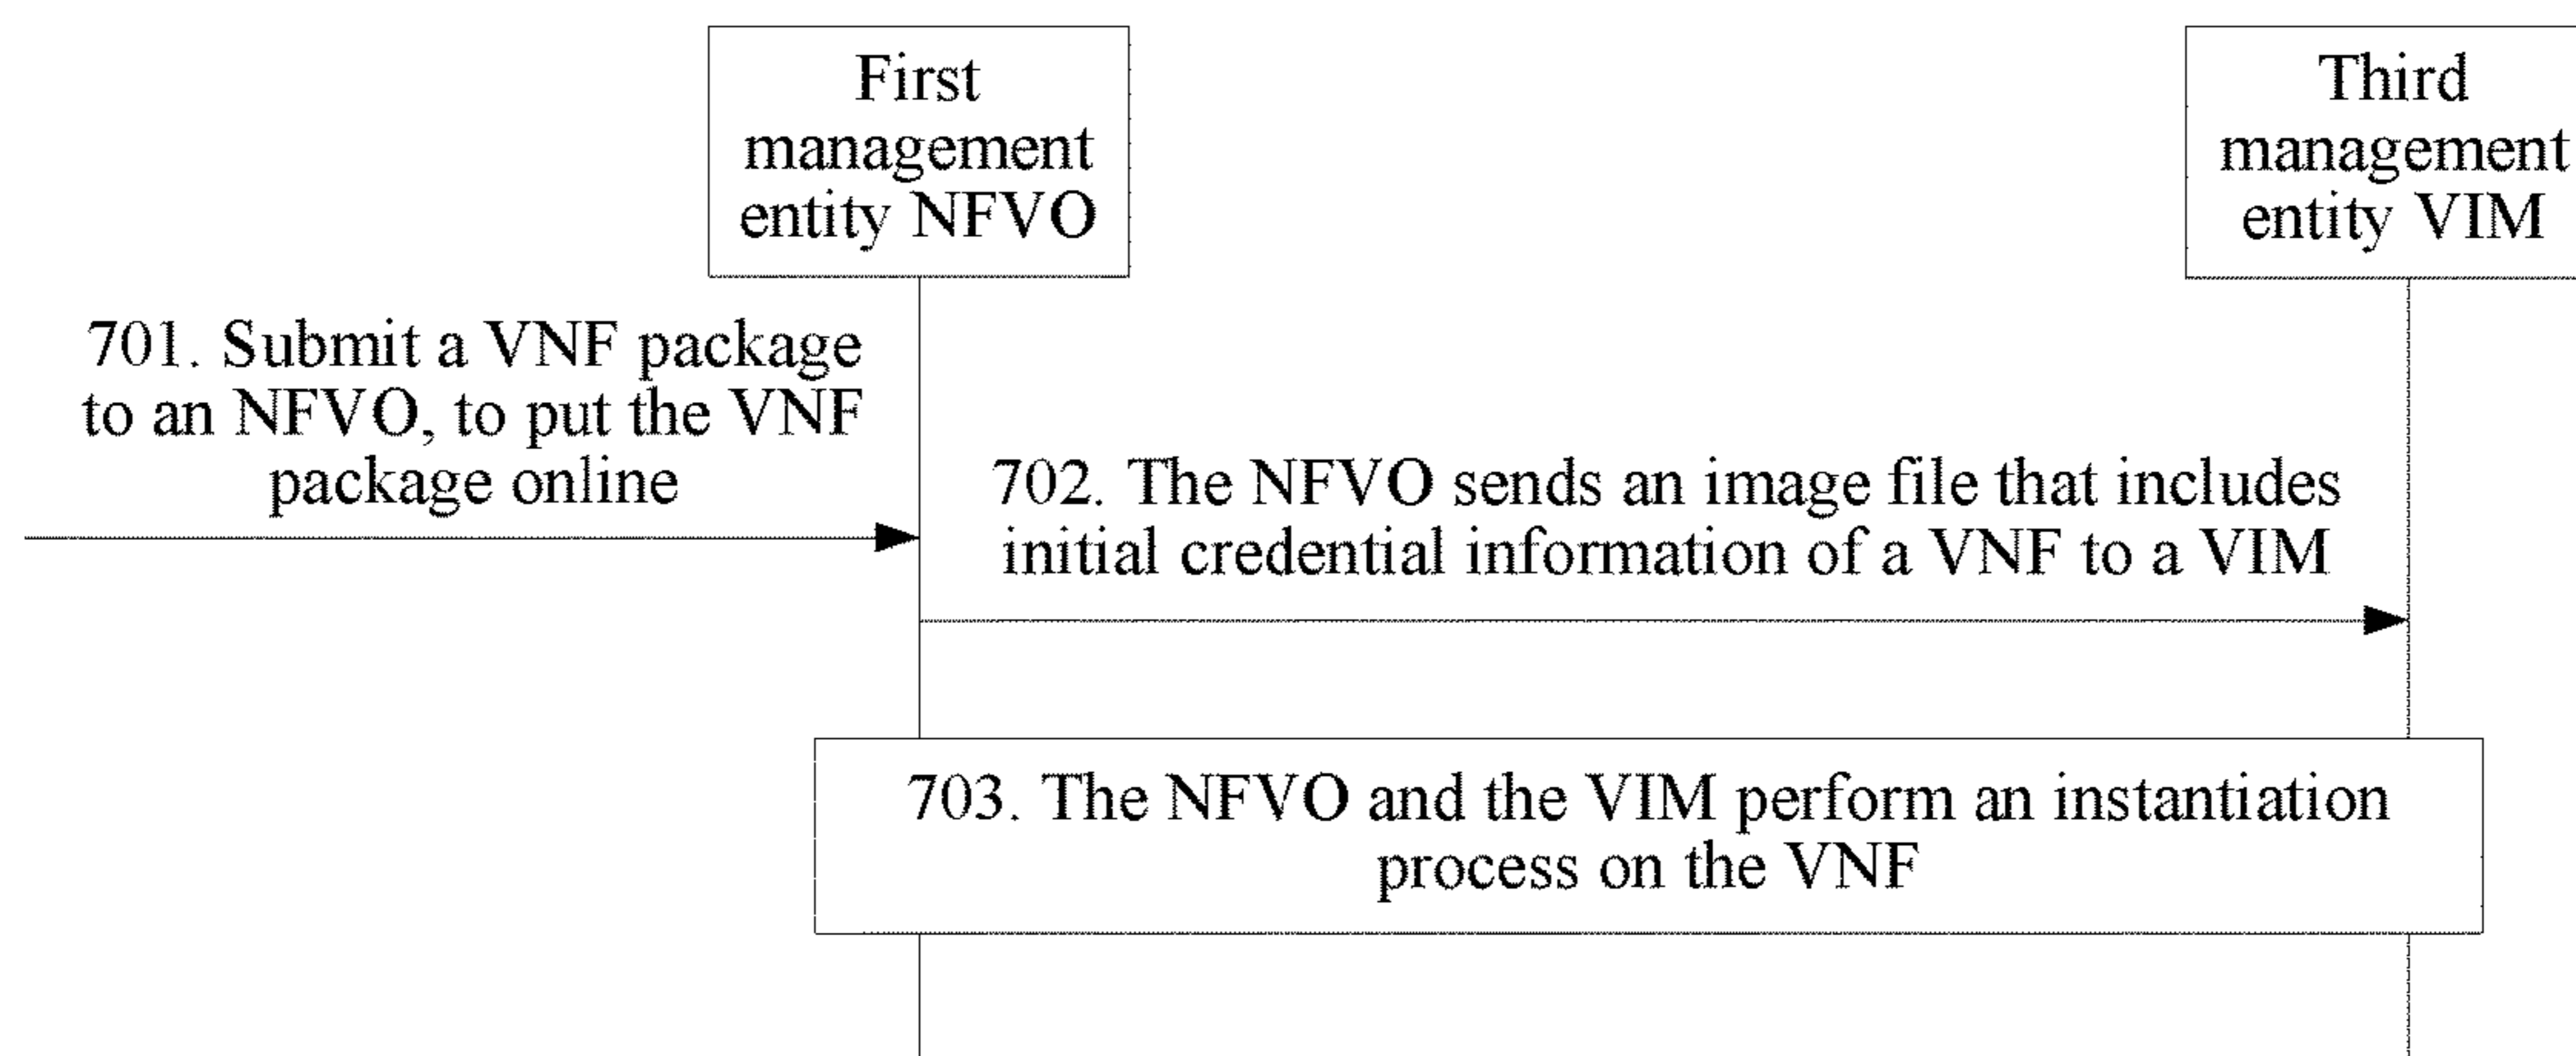 First
management
entity NFVO
Third
management
entity VIM
701. Submit a VNF package
to an NFVO, to put the VNF
package online
702. The NFVO sends an image file that includes
initial credential information of a VNF to a VIM
703. The NFVO and the VIM perform an instantiation
process on the VNF